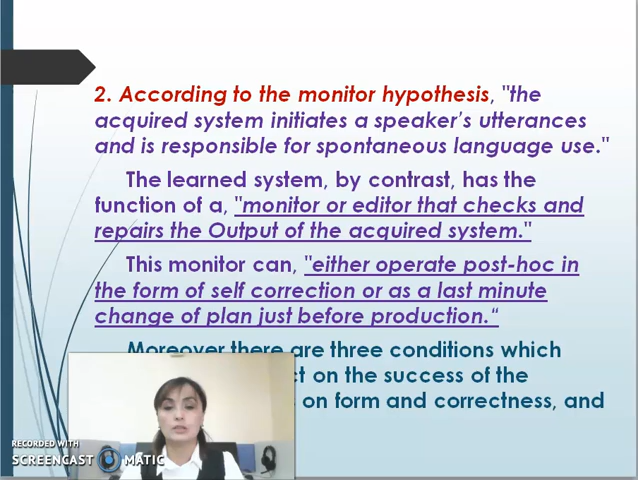 2. According to the monitor hypothesis, "the
acquired system initiates a speaker's utterances
and is responsible for spontaneous language use."
The learned system, by contrast, has the
function of a, "monitor or editor that checks and
repairs the Output of the acquired system."
This monitor can, "either operate post-hoc in
the form of self correction or as a last minute
change of plan just before production.“
Moreover there are three conditions which
on the success of the
on form and correctness, and
RECORDED WITH
SCREENCAST MATIC